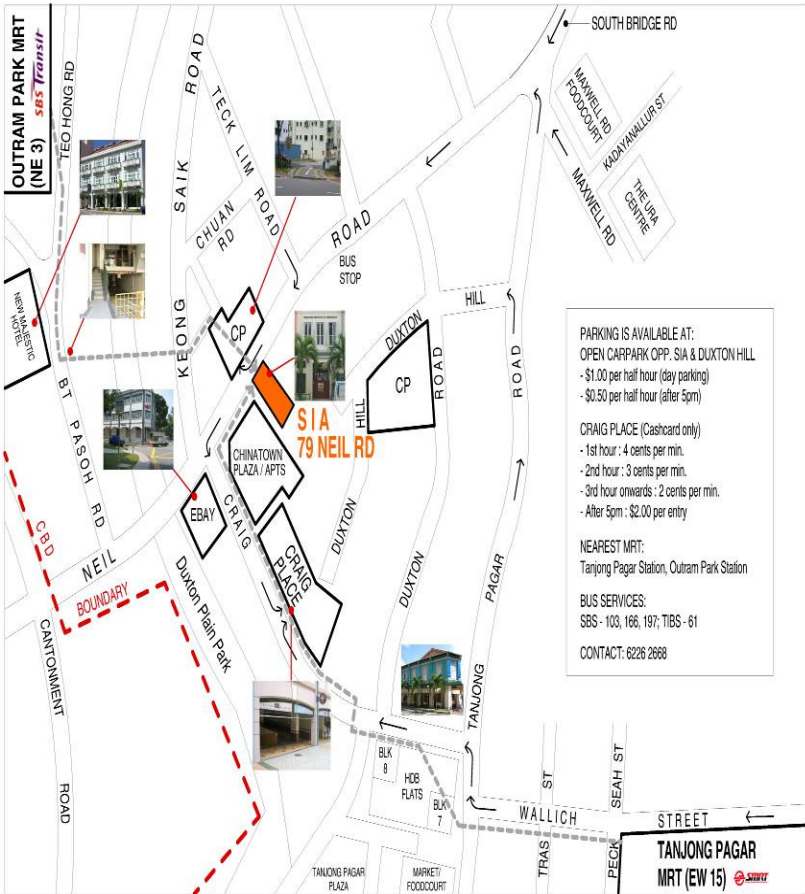 OUTRAM PARK MRT
(NE 3)
SBS Transit
TEO HONG RD
KEONG SAIK ROAD
TECK LIM ROAD
CHUAN
RD
SOUTH BRIDGE RD
MAXWELL RD
FOODCOURT
KADAYANALLUR ST
MAXWELL RD
THE URA
CENTRE
ROAD
BUS
STOP
NEW MAJESTIC
HOTEL
CP
S I A
79 NEIL RD
DUXTON
HILL
CP
HILL
DUXTON
DUXTON
ROAD
TANJONG
PAGAR
ROAD
BT PASOH RD
CHINATOWN
PLAZA / APTS
EBAY
CRAIG
CRAIG
PLACE
NEIL
CBD
BOUNDARY
CANTONMENT
ROAD
Duxton Plain Park
PARKING IS AVAILABLE AT:
OPEN CARPARK OPP. SIA & DUXTON HILL
- $1.00 per half hour (day parking)
- $0.50 per half hour (after 5pm)
CRAIG PLACE (Cashcard only)
- 1st hour : 4 cents per min.
- 2nd hour : 3 cents per min.
- 3rd hour onwards : 2 cents per min.
- After 5pm : $2.00 per entry
NEAREST MRT:
Tanjong Pagar Station, Outram Park Station
BUS SERVICES:
SBS - 103, 166, 197; TIBS - 61
CONTACT: 6226 2668
BLK
8
HDB
FLATS
BLK
7
TANJONG PAGAR
PLAZA
MARKET/
FOODCOURT
TRAS ST
PECK SEAH ST
WALLICH STREET
TANJONG PAGAR
MRT (EW 15)
SMRT